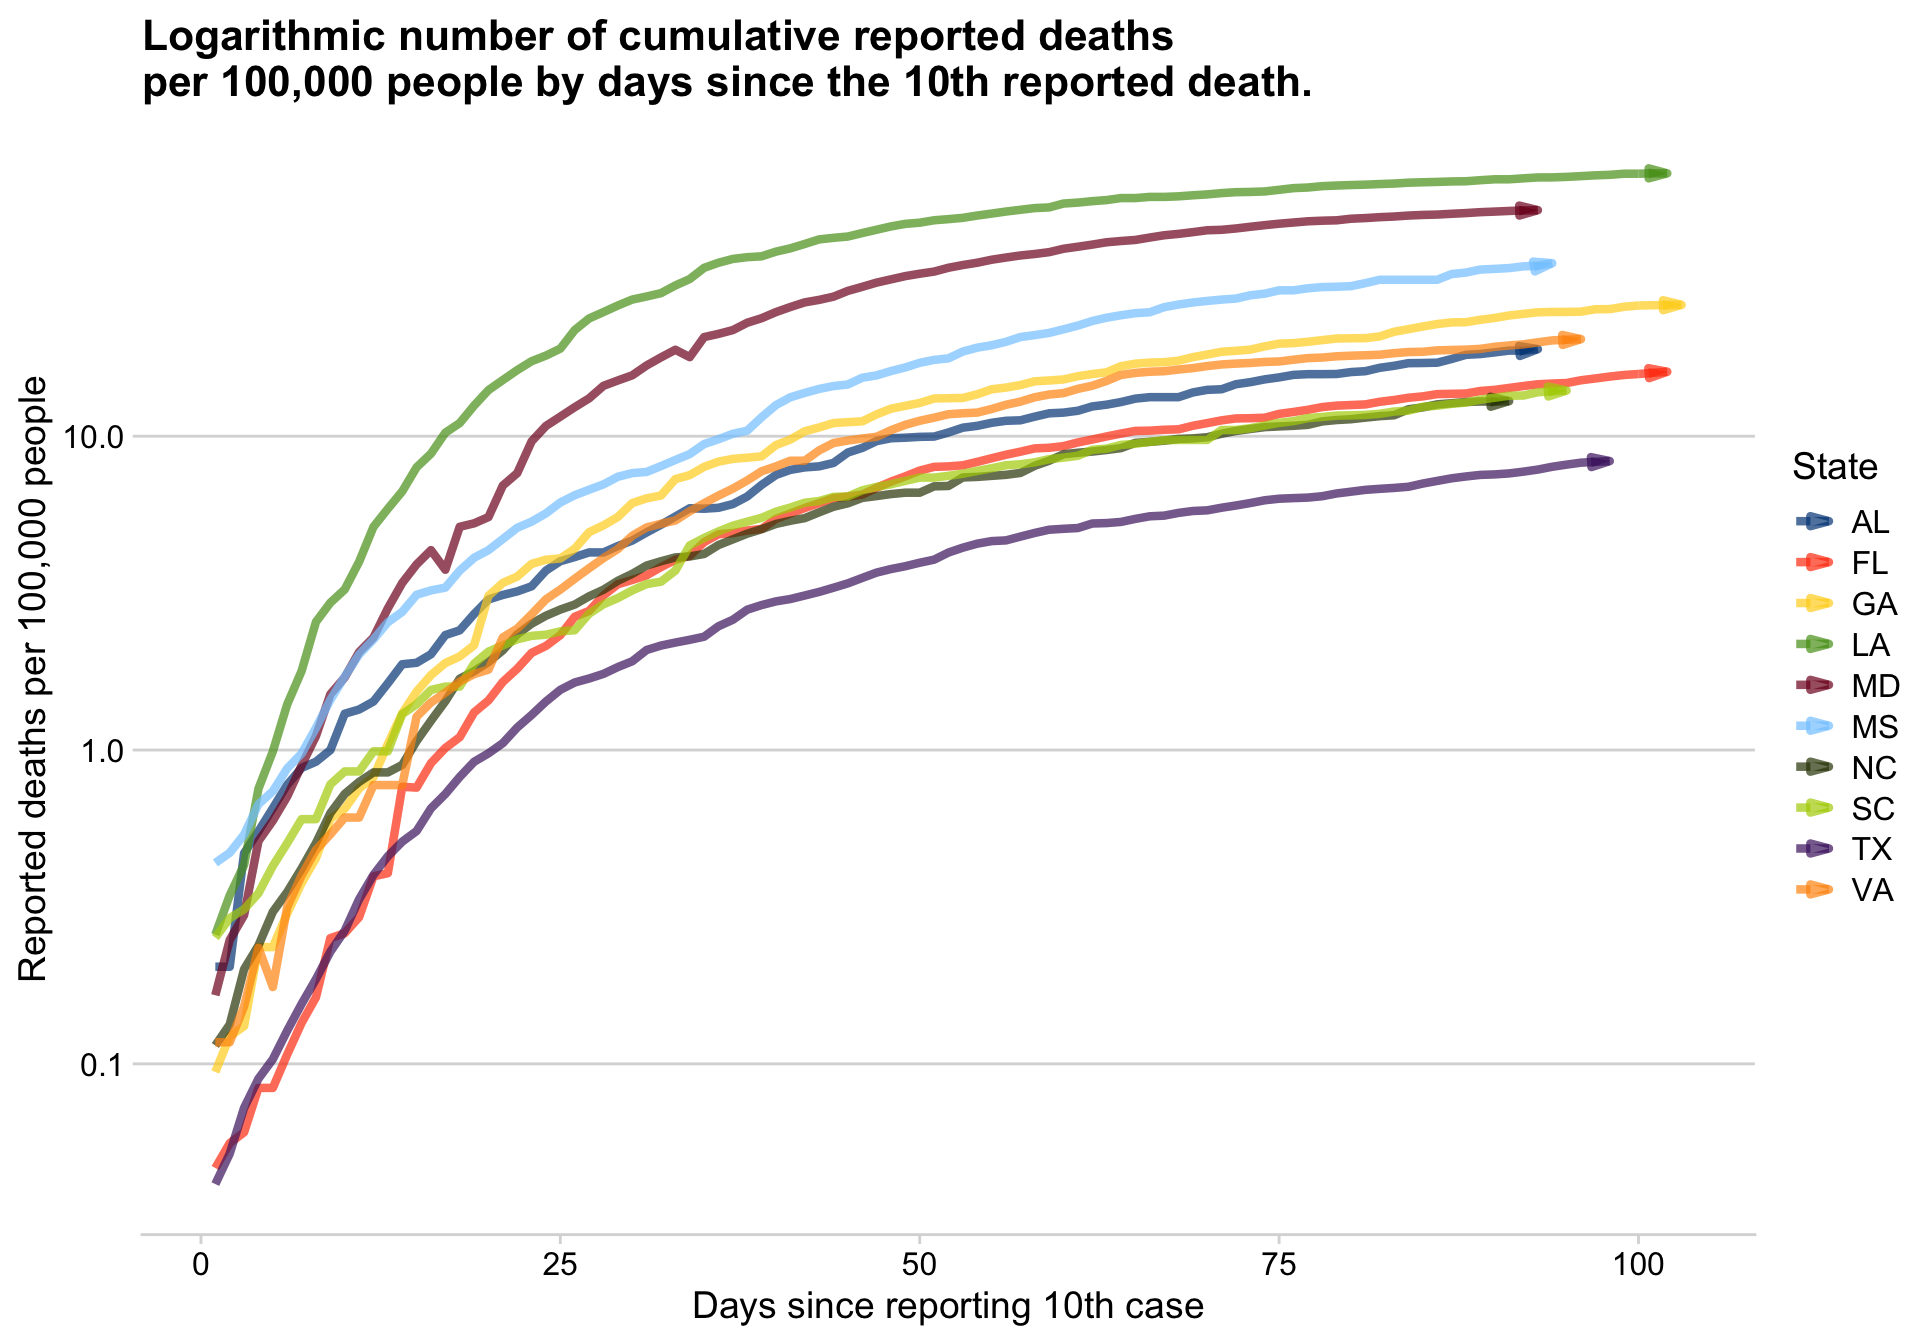 Logarithmic number of cumulative reported deaths
per 100,000 people by days since the 10th reported death.
Reported deaths per 100,000 people
10.0
1.0
0.1
0
25
50
75
100
Days since reporting 10th case
State
AL
FL
GA
LA
MD
MS
NC
SC
TX
VA